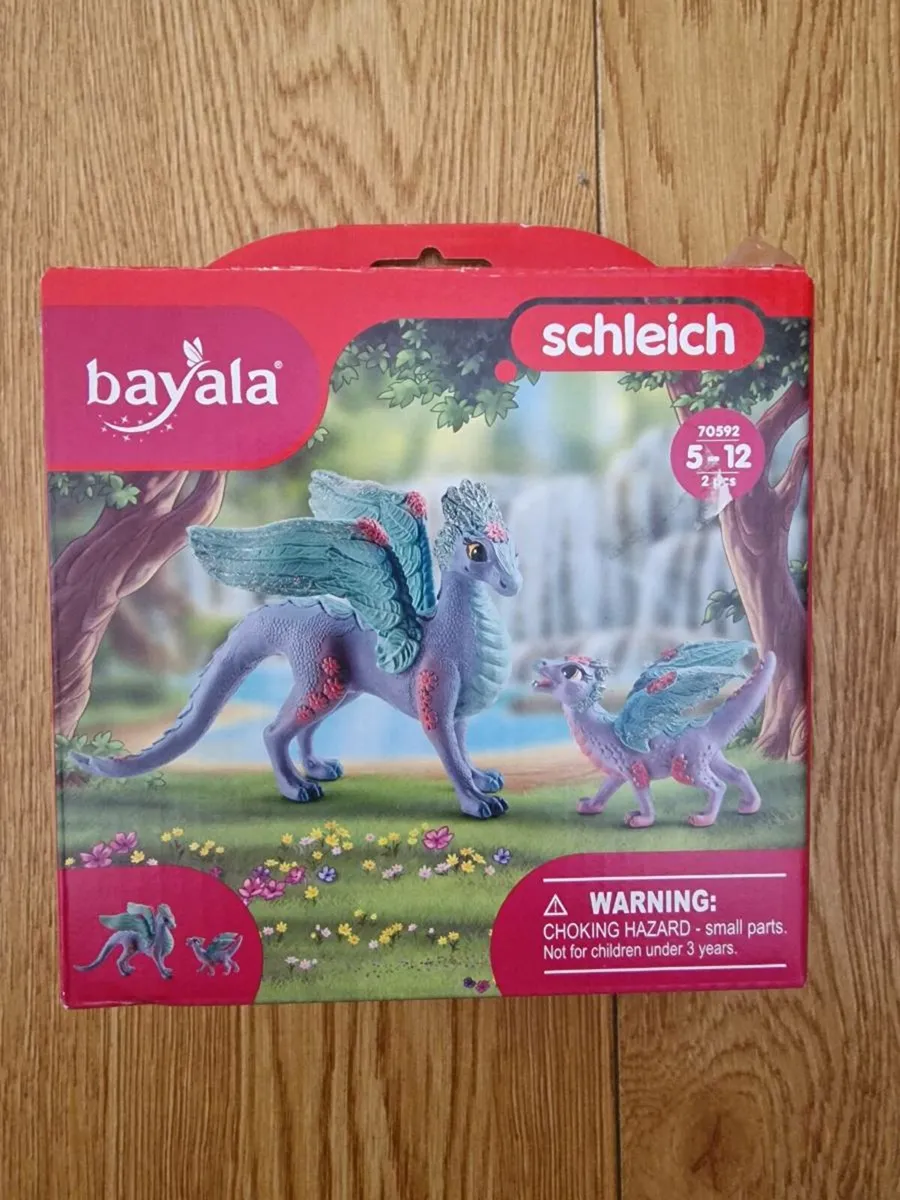 bayala®
schleich
70592
5-12
2 pcs
⚠ WARNING:
CHOKING HAZARD - small parts.
Not for children under 3 years.